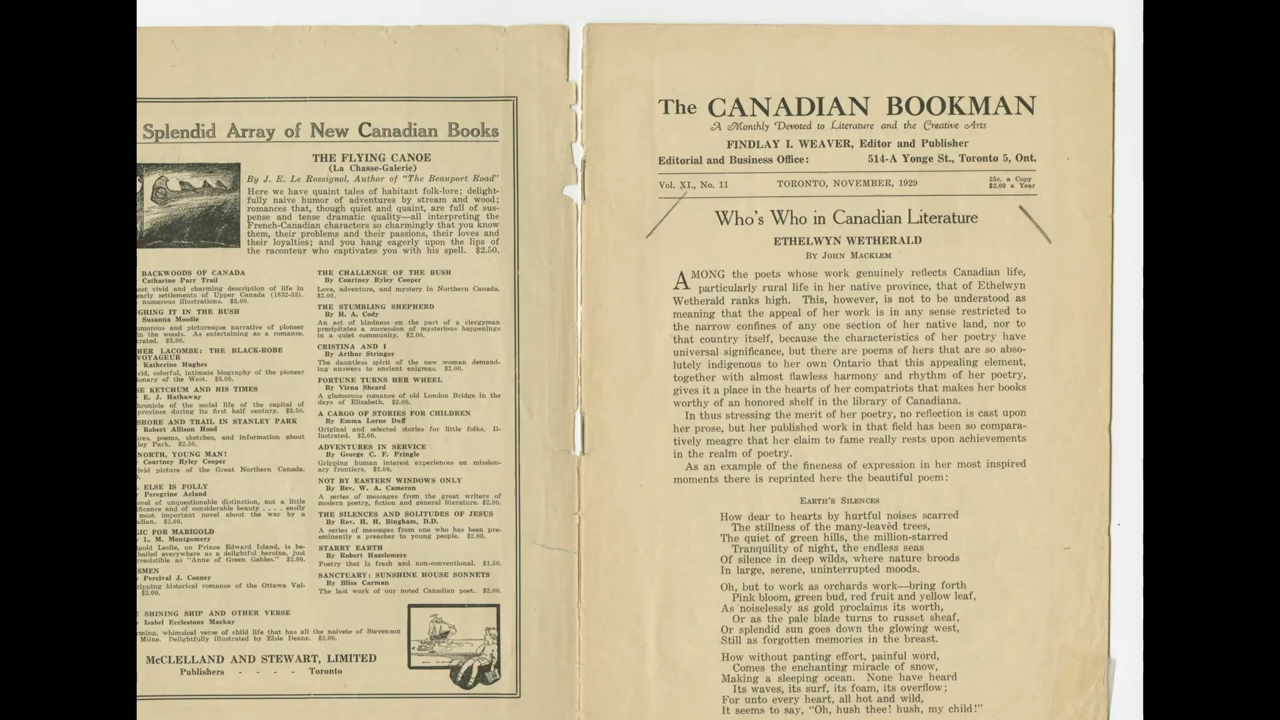 Splendid Array of New Canadian Books
THE FLYING CANOE
(La Chasse-Galerie)
By J. E. Le Rossignol, Author of "The Beauport Road"
Here we have quaint tales of habitant folk-lore; delight-
fully naive humor of adventures by stream and wood;
romances that, though quiet and quaint, are full of sus-
pense and tense dramatic quality—all interpreting the
French-Canadian characters so charmingly that you know
them, their problems and their passions, their loves and
their loyalties; and you hang eagerly upon the lips of
the raconteur who captivates you with his spell. $2.50.
BACKWOODS OF CANADA
Catharine Parr Trail
vivid and charming description of life in
early settlements of Upper Canada (1832-33).
numerous illustrations. $3.00.
IT IN THE BUSH
Susanna Moodie
and picturesque narrative of pioneer
in the woods. As entertaining as a romance.
$3.00.
LACOMBE: THE BLACK-ROBE
VOYAGEUR
Katherine Hughes
colorful, intimate biography of the pioneer
of the West. $3.00.
KETCHUM AND HIS TIMES
E. J. Hathaway
of the social life of the capital of
province during its first half century. $3.50.
SHORE AND TRAIL IN STANLEY PARK
Robert Allison Hood
poems, sketches, and information about
Park. $2.50.
NORTH, YOUNG MAN!
Courtney Ryley Cooper
picture of the Great Northern Canada.
ELSE IS FOLLY
Peregrine Acland
of unquestionable distinction, not a little
and of considerable beauty . . . . easily
most important novel about the war by a
$2.00.
FOR MARIGOLD
L. M. Montgomery
Leslie, on Prince Edward Island, is be-
hailed everywhere as a delightful heroine, just
as "Anne of Green Gables." $2.00.
Percival J. Cooney
historical romance of the Ottawa Val-
$2.00.
SHINING SHIP AND OTHER VERSE
Isabel Ecclestone Mackay
whimsical verse of child life that has all the naivete of Stevenson
Milne. Delightfully illustrated by Elsie Deane. $2.00.
THE CHALLENGE OF THE BUSH
By Courtney Ryley Cooper
Love, adventure, and mystery in Northern Canada.
$2.00.
THE STUMBLING SHEPHERD
By H. A. Cody
An act of kindness on the part of a clergyman
precipitates a succession of mysterious happenings
in a quiet community. $2.00.
CRISTINA AND I
By Arthur Stringer
The dauntless spirit of the new woman demand-
ing answers to ancient enigmas. $2.00.
FORTUNE TURNS HER WHEEL
By Virna Sheard
A glamorous romance of old London Bridge in the
days of Elizabeth. $2.00.
A CARGO OF STORIES FOR CHILDREN
By Emma Lorne Duff
Original and selected stories for little folks. Il-
lustrated. $2.00.
ADVENTURES IN SERVICE
By George C. F. Pringle
Gripping human interest experiences on mission-
ary frontiers. $2.00.
NOT BY EASTERN WINDOWS ONLY
By Rev. W. A. Cameron
A series of messages from the great writers of
modern poetry, fiction and general literature. $2.00.
THE SILENCES AND SOLITUDES OF JESUS
By Rev. H. H. Bingham, D.D.
A series of messages from one who has been pre-
eminently a preacher to young people. $2.00.
STARRY EARTH
By Robert Hazelemere
Poetry that is fresh and non-conventional. $1.50.
SANCTUARY: SUNSHINE HOUSE SONNETS
By Bliss Carman
The last work of our noted Canadian poet. $2.00.
McCLELLAND AND STEWART, LIMITED
Publishers - - - - Toronto
The CANADIAN BOOKMAN
A Monthly Devoted to Literature and the Creative Arts
FINDLAY I. WEAVER, Editor and Publisher
Editorial and Business Office: 514-A Yonge St., Toronto 5, Ont.
Vol. XI., No. 11 TORONTO, NOVEMBER, 1929 25c. a Copy
$2.00 a Year
Who's Who in Canadian Literature
ETHELWYN WETHERALD
By John Macklem
AMONG the poets whose work genuinely reflects Canadian life,
particularly rural life in her native province, that of Ethelwyn
Wetherald ranks high. This, however, is not to be understood as
meaning that the appeal of her work is in any sense restricted to
the narrow confines of any one section of her native land, nor to
that country itself, because the characteristics of her poetry have
universal significance, but there are poems of hers that are so abso-
lutely indigenous to her own Ontario that this appealing element,
together with almost flawless harmony and rhythm of her poetry,
gives it a place in the hearts of her compatriots that makes her books
worthy of an honored shelf in the library of Canadiana.
In thus stressing the merit of her poetry, no reflection is cast upon
her prose, but her published work in that field has been so compara-
tively meagre that her claim to fame really rests upon achievements
in the realm of poetry.
As an example of the fineness of expression in her most inspired
moments there is reprinted here the beautiful poem:
Earth's Silences
How dear to hearts by hurtful noises scarred
The stillness of the many-leavèd trees,
The quiet of green hills, the million-starred
Tranquility of night, the endless seas
Of silence in deep wilds, where nature broods
In large, serene, uninterrupted moods.
Oh, but to work as orchards work—bring forth
Pink bloom, green bud, red fruit and yellow leaf,
As noiselessly as gold proclaims its worth,
Or as the pale blade turns to russet sheaf,
Or splendid sun goes down the glowing west,
Still as forgotten memories in the breast.
How without panting effort, painful word,
Comes the enchanting miracle of snow,
Making a sleeping ocean. None have heard
Its waves, its surf, its foam, its overflow;
For unto every heart, all hot and wild,
It seems to say, "Oh, hush thee! hush, my child!"